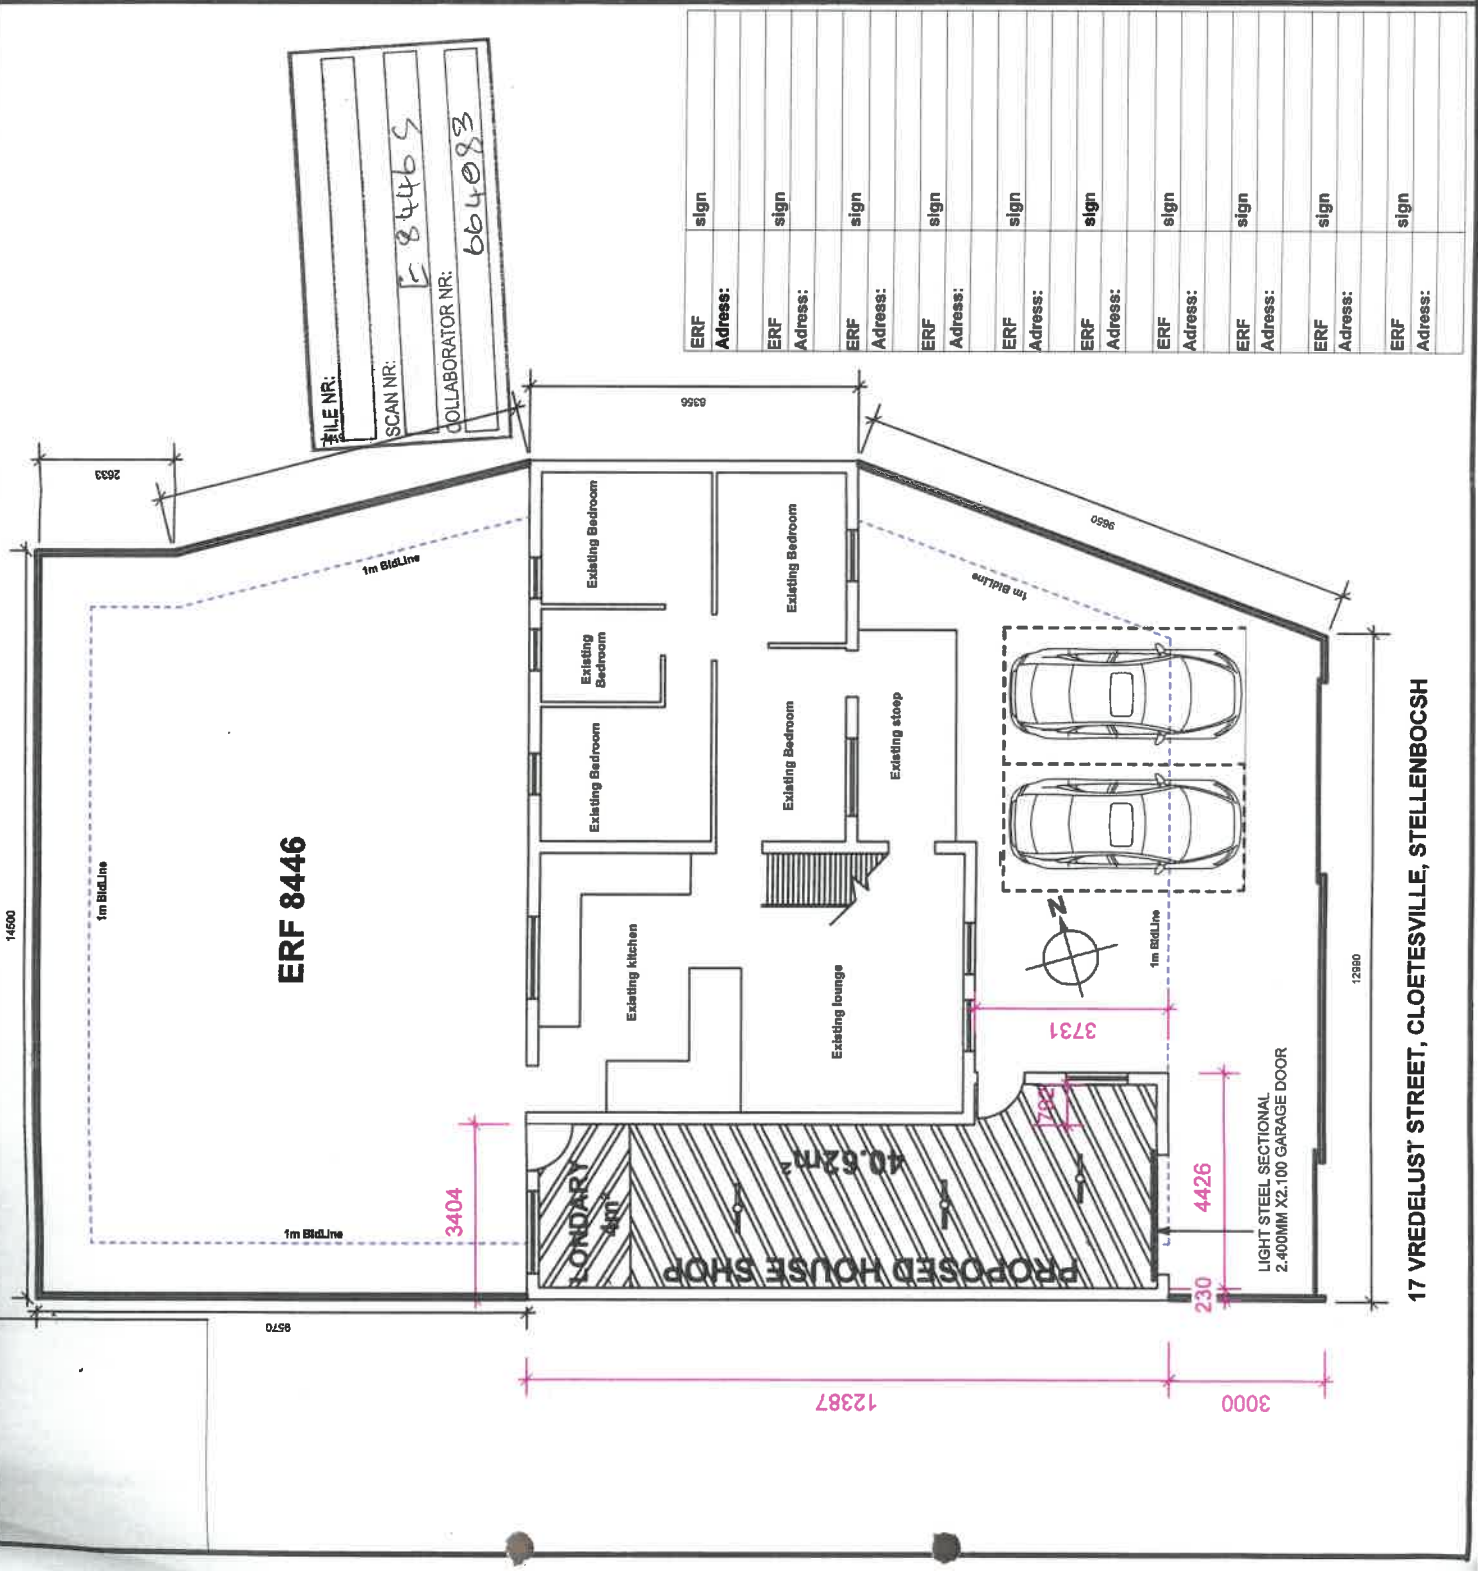 FILE NR:
SCAN NR:
E 8446 S
COLLABORATOR NR:
664083
ERF
sign
Adress:
ERF
sign
Adress:
ERF
sign
Adress:
ERF
sign
Adress:
ERF
sign
Adress:
ERF
sign
Adress:
ERF
sign
Adress:
ERF
sign
Adress:
ERF
sign
Adress:
ERF
sign
Adress:
14500
2633
8356
9650
9570
12990
1m BldLine
1m BldLine
1m BldLine
1m BldLine
1m BldLine
ERF 8446
Existing Bedroom
Existing
Bedroom
Existing Bedroom
Existing Bedroom
Existing Bedroom
Existing kitchen
Existing lounge
Existing stoep
N
3404
3731
782
4426
230
12387
3000
LONDARY
4m²
40.62m²
PROPOSED HOUSE SHOP
LIGHT STEEL SECTIONAL
2.400MM X2.100 GARAGE DOOR
17 VREDELUST STREET, CLOETESVILLE, STELLENBOCSH